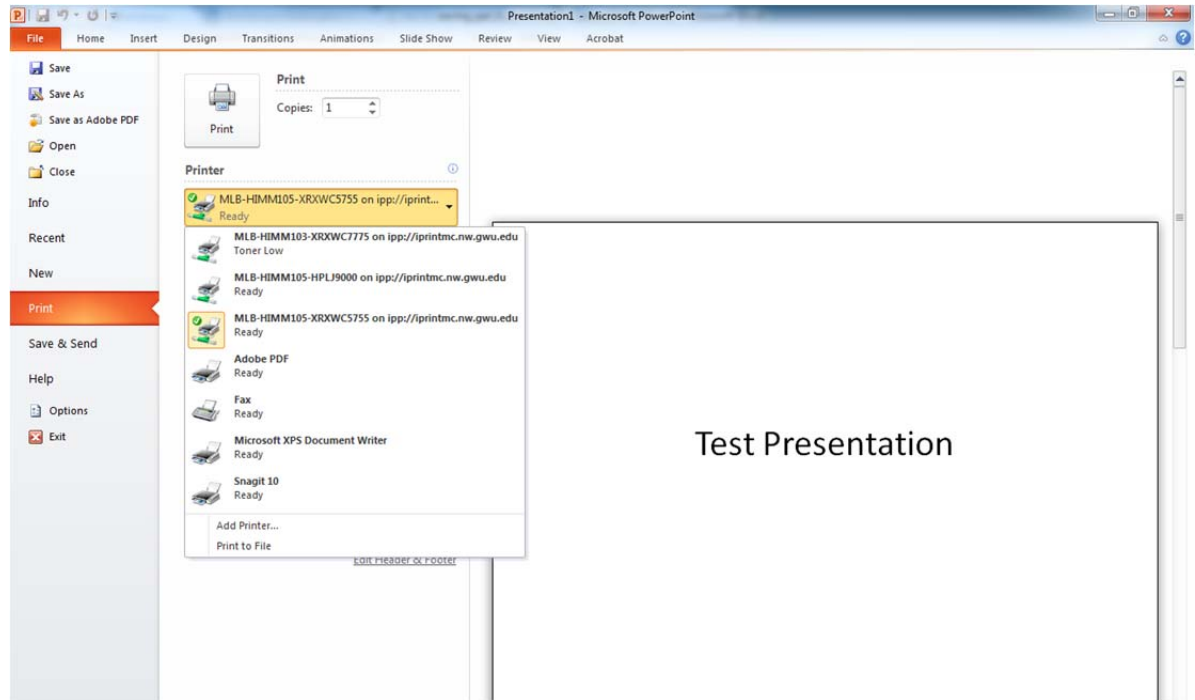 Presentation1 - Microsoft PowerPoint
File Home Insert Design Transitions Animations Slide Show Review View Acrobat
Save
Save As
Save as Adobe PDF
Open
Close
Info
Recent
New
Print
Save & Send
Help
Options
Exit
Print
Print
Copies: 1
Printer
MLB-HIMM105-XRXWC5755 on ipp://iprint...
Ready
MLB-HIMM103-XRXWC7775 on ipp://iprintmc.nw.gwu.edu
Toner Low
MLB-HIMM105-HPLJ9000 on ipp://iprintmc.nw.gwu.edu
Ready
MLB-HIMM105-XRXWC5755 on ipp://iprintmc.nw.gwu.edu
Ready
Adobe PDF
Ready
Fax
Ready
Microsoft XPS Document Writer
Ready
Snagit 10
Ready
Add Printer...
Print to File
Edit Header & Footer
Test Presentation